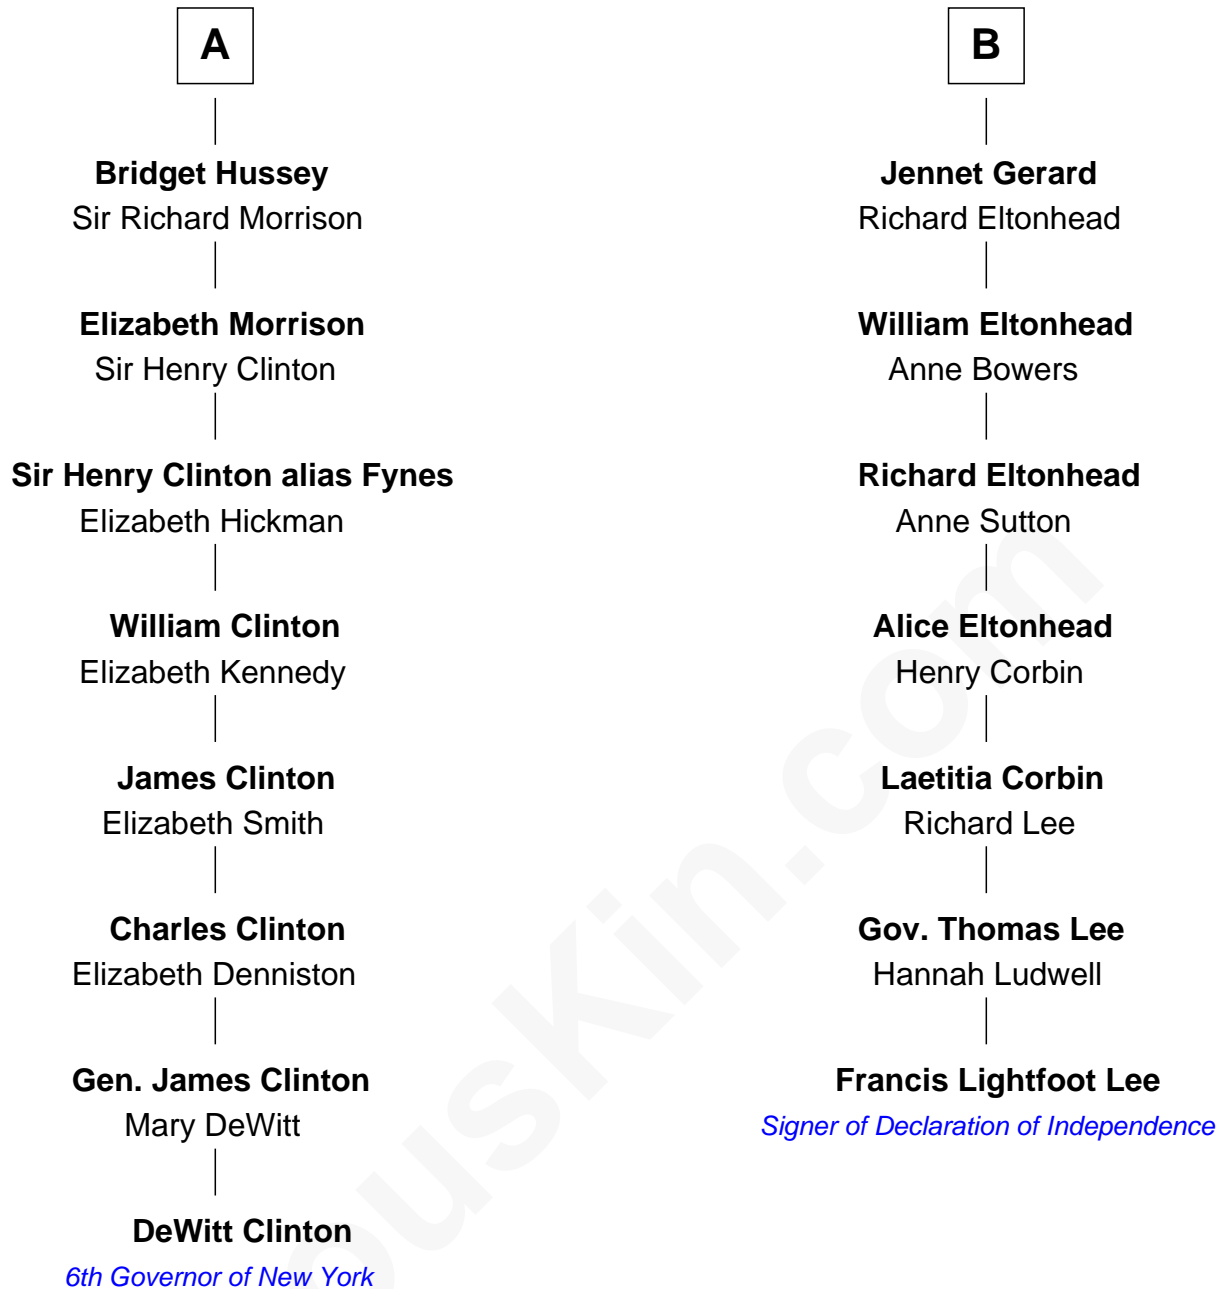 A
Bridget Hussey
Sir Richard Morrison
Elizabeth Morrison
Sir Henry Clinton
Sir Henry Clinton alias Fynes
Elizabeth Hickman
William Clinton
Elizabeth Kennedy
James Clinton
Elizabeth Smith
Charles Clinton
Elizabeth Denniston
Gen. James Clinton
Mary DeWitt
DeWitt Clinton
6th Governor of New York
B
Jennet Gerard
Richard Eltonhead
William Eltonhead
Anne Bowers
Richard Eltonhead
Anne Sutton
Alice Eltonhead
Henry Corbin
Laetitia Corbin
Richard Lee
Gov. Thomas Lee
Hannah Ludwell
Francis Lightfoot Lee
Signer of Declaration of Independence
ousKin.com